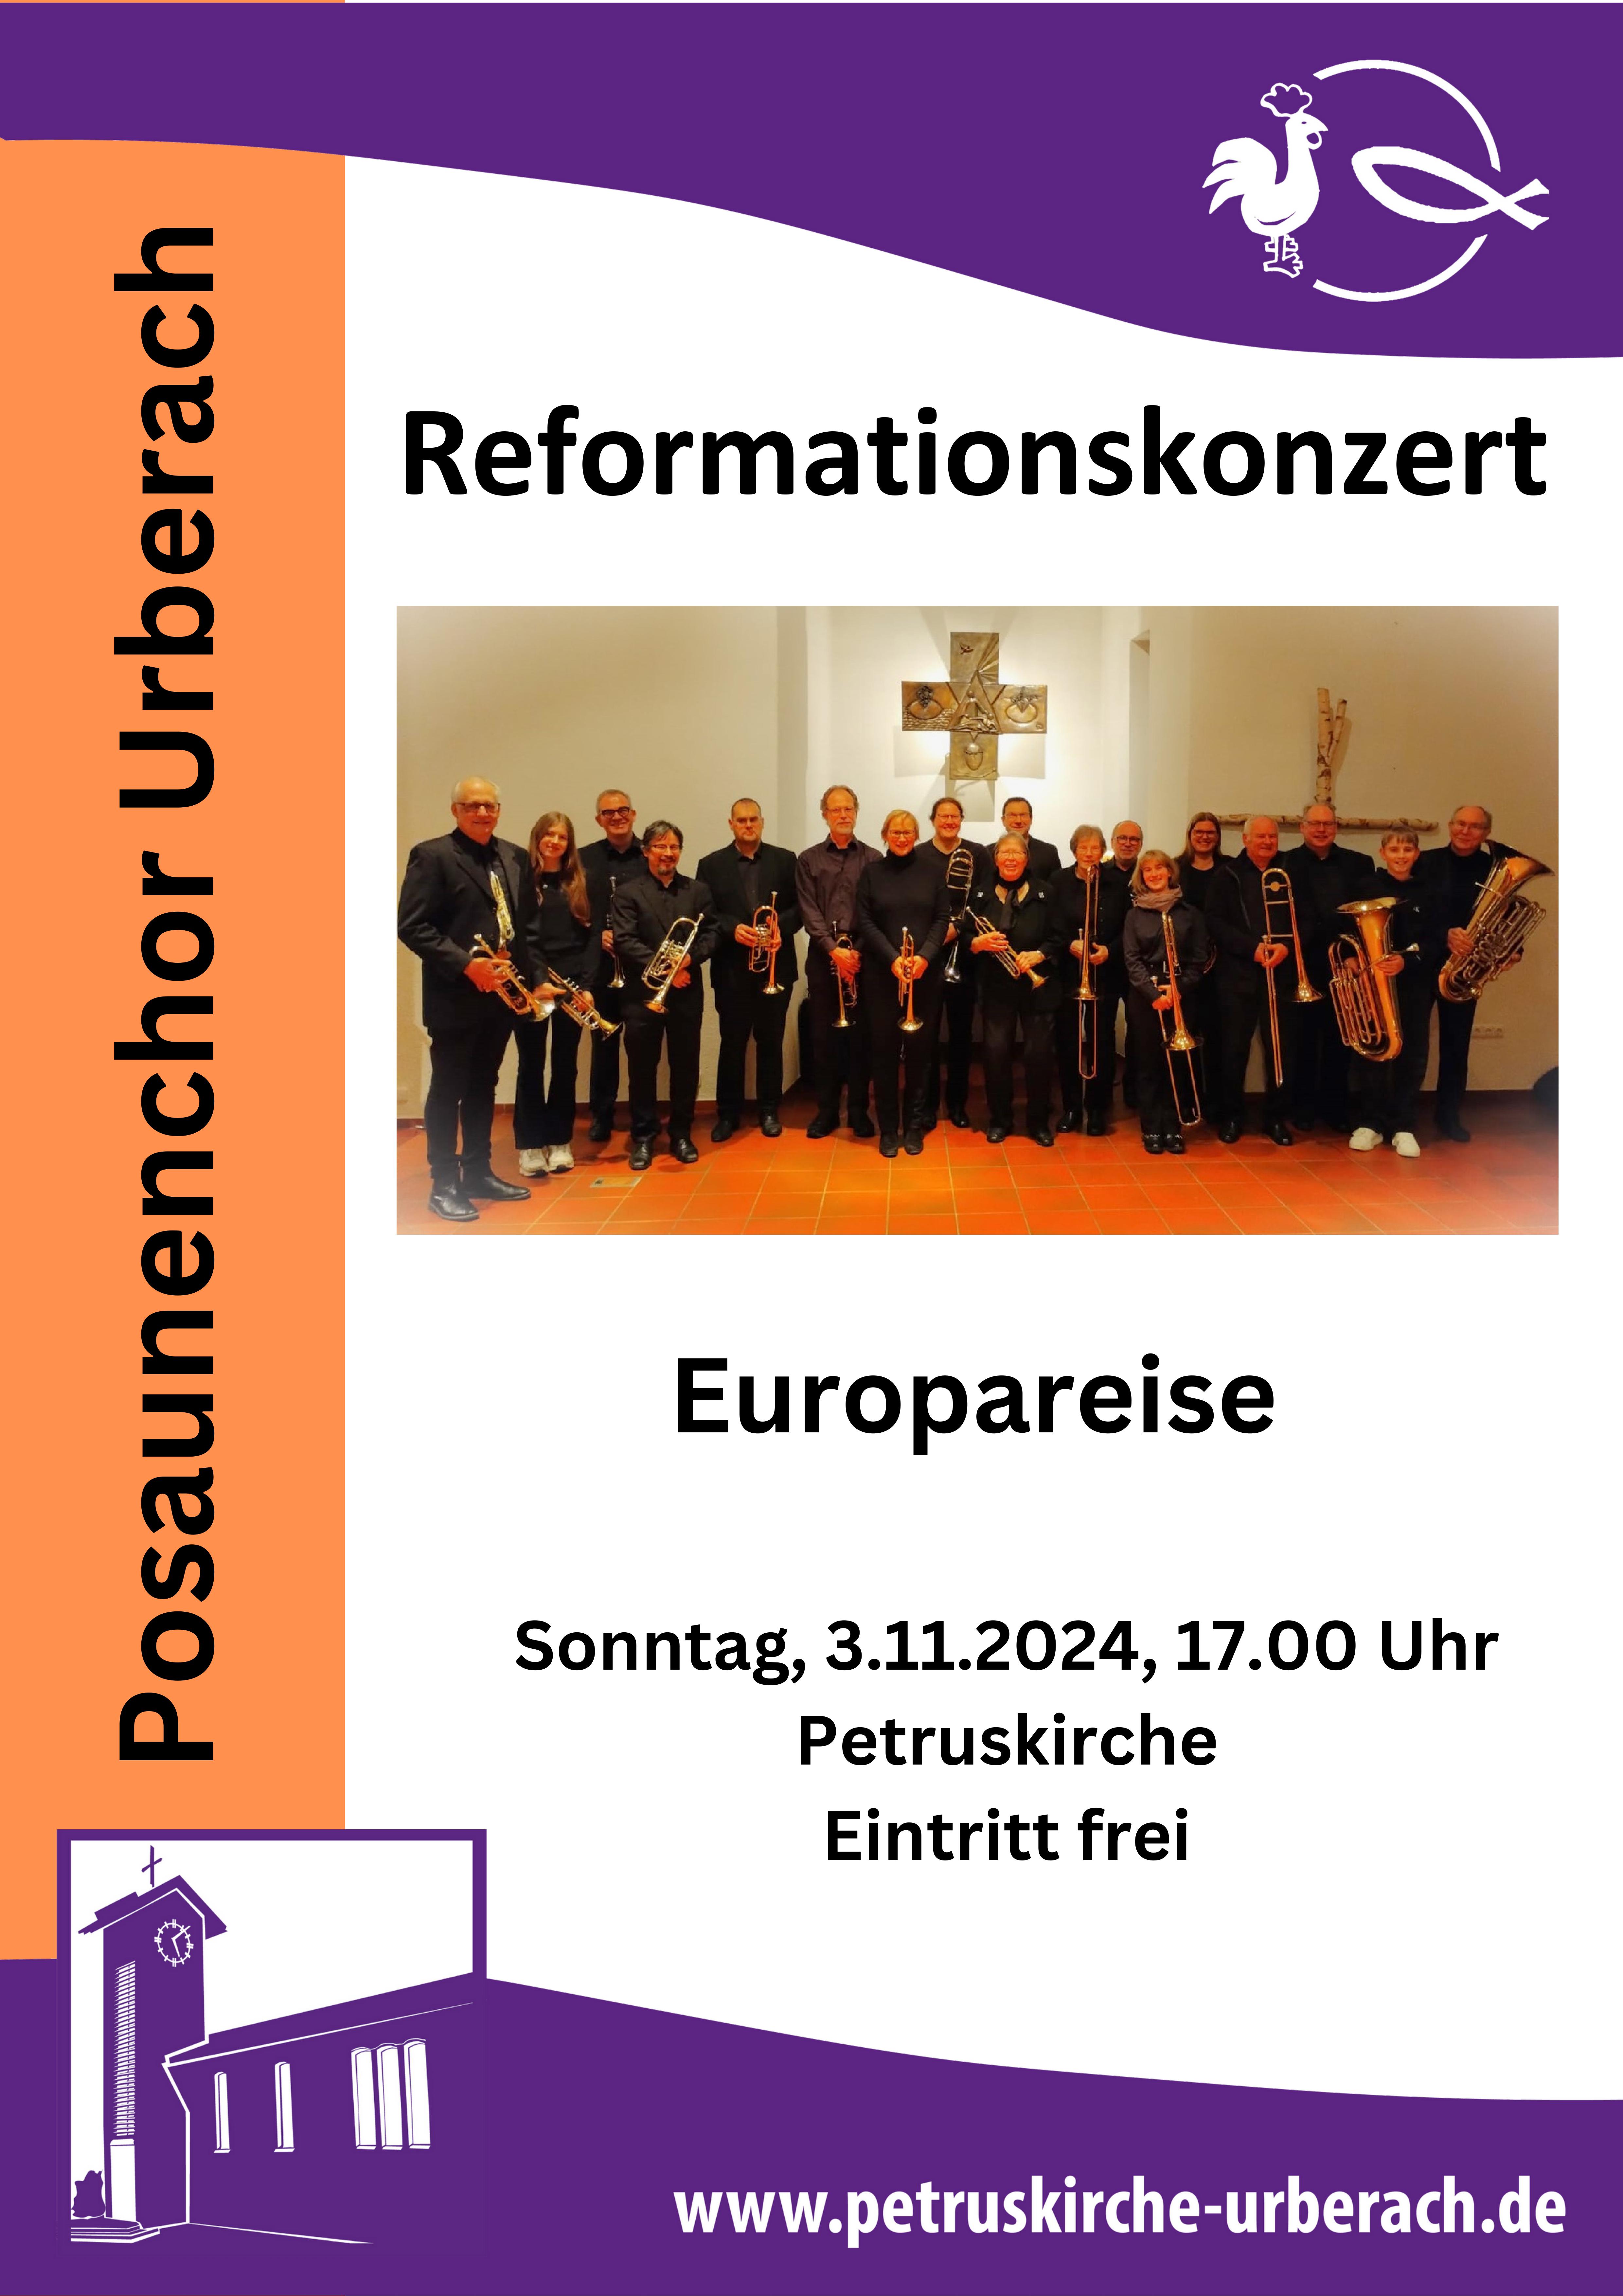 Posaunenchor Urberach
Reformationskonzert
Europareise
Sonntag, 3.11.2024, 17.00 Uhr
Petruskirche
Eintritt frei
www.petruskirche-urberach.de